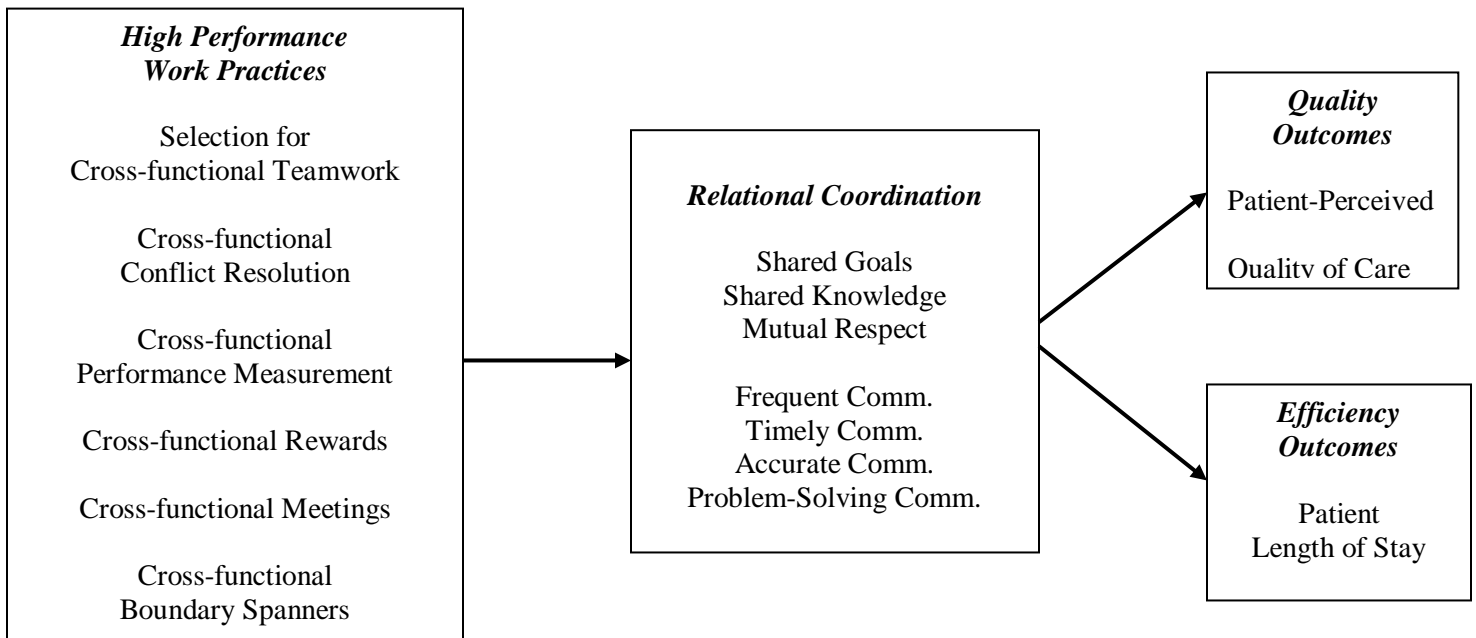 High Performance
Work Practices
Selection for
Cross-functional Teamwork
Cross-functional
Conflict Resolution
Cross-functional
Performance Measurement
Cross-functional Rewards
Cross-functional Meetings
Cross-functional
Boundary Spanners
Relational Coordination
Shared Goals
Shared Knowledge
Mutual Respect
Frequent Comm.
Timely Comm.
Accurate Comm.
Problem-Solving Comm.
Quality
Outcomes
Patient-Perceived
Quality of Care
Efficiency
Outcomes
Patient
Length of Stay